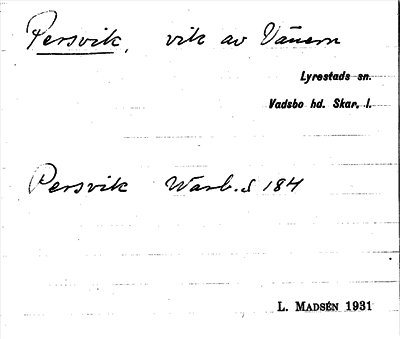 Persvik, vik av Vänern
Lyrestads sn.
Vadsbo hd. Skar. l.
Persvik Warb. s 184
L. MADSÉN 1931